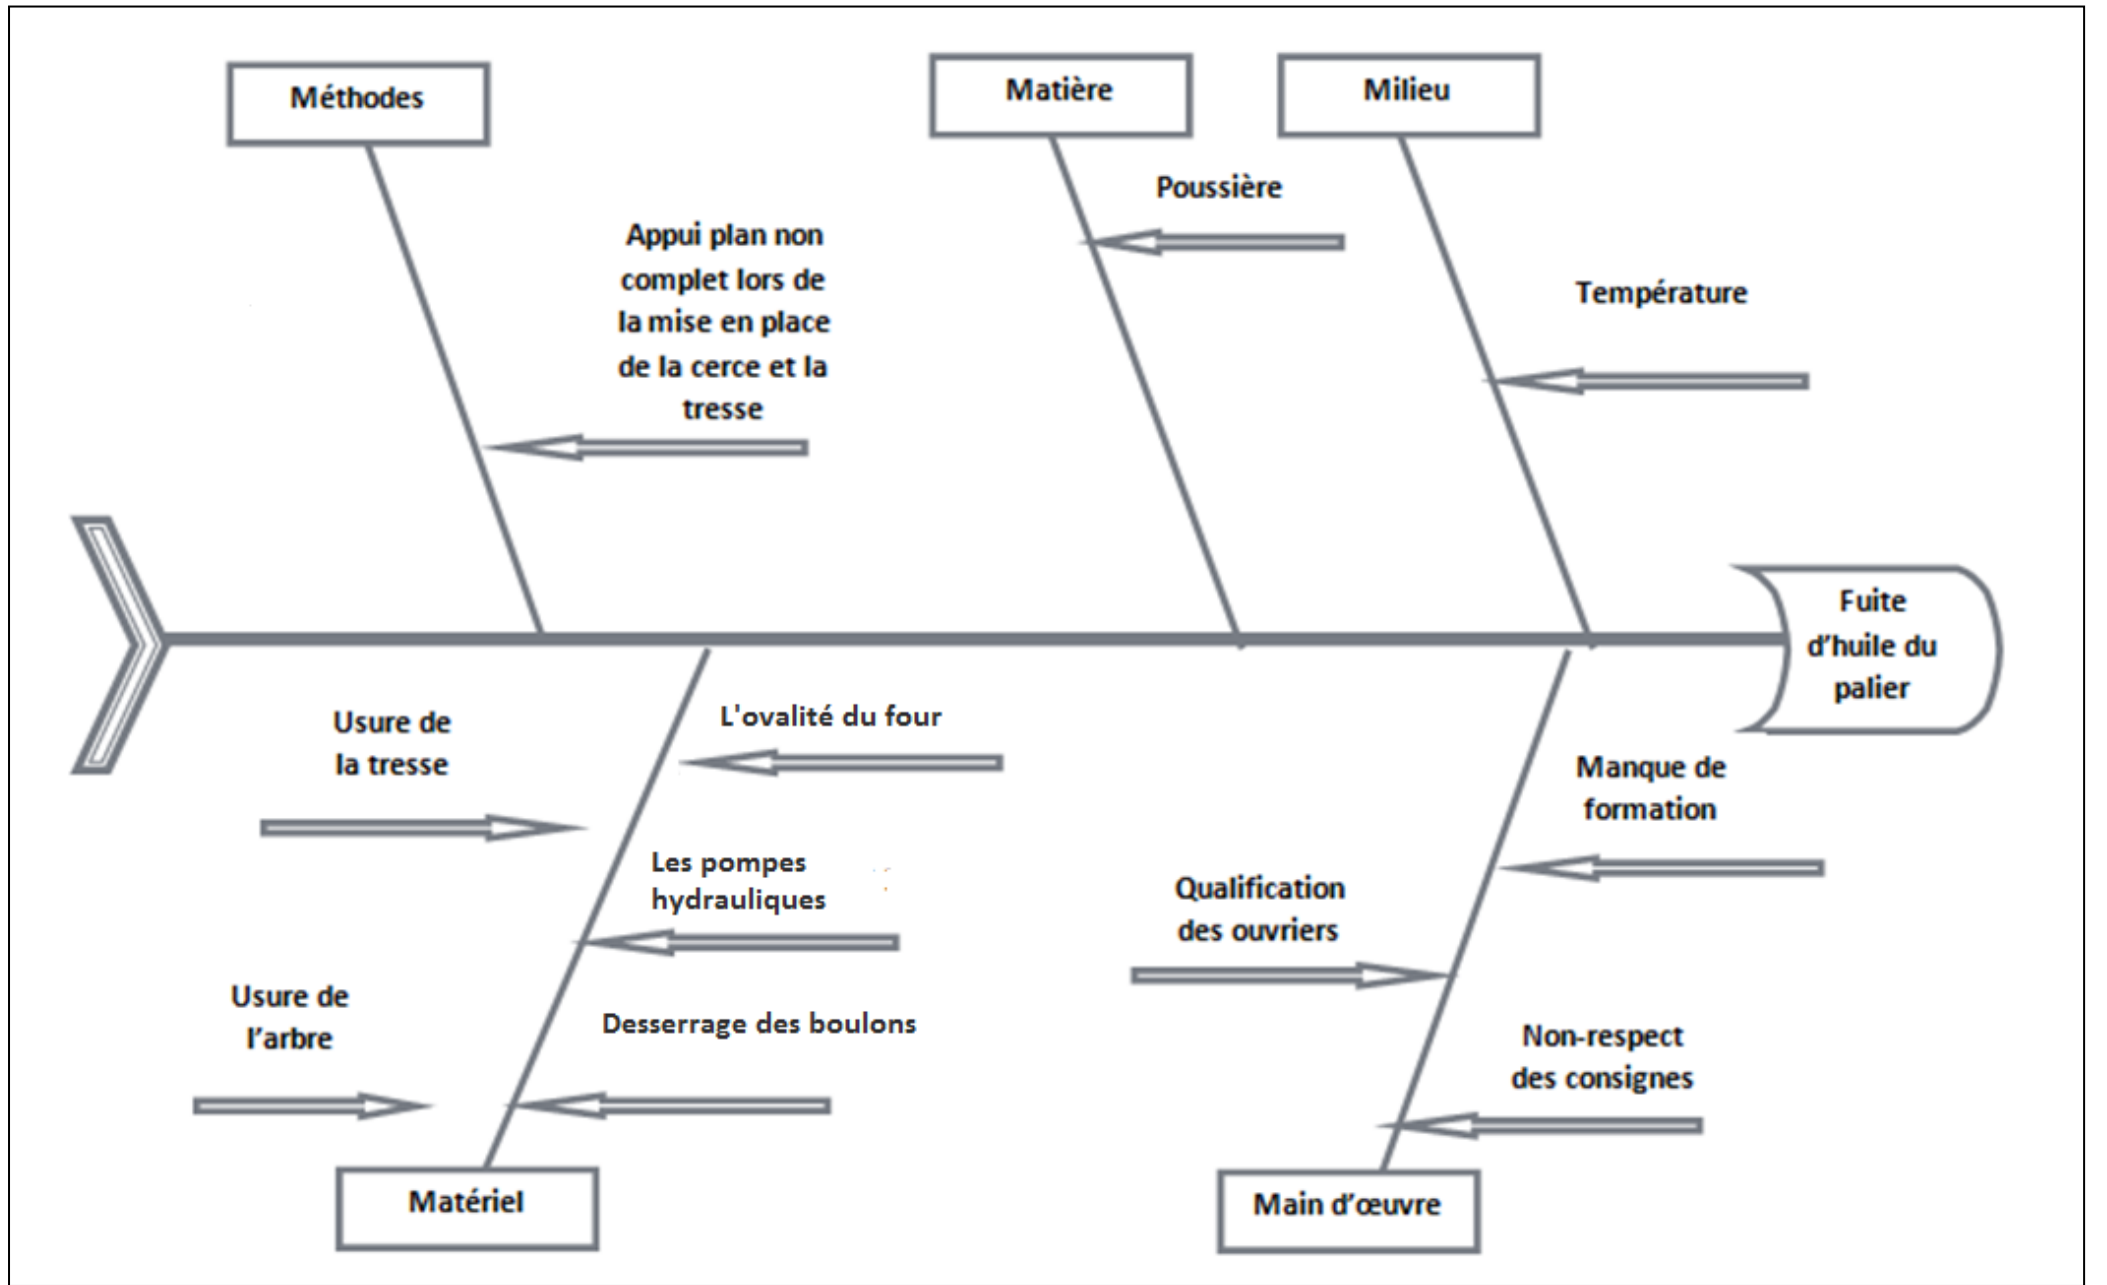 Méthodes
Matière
Milieu
Poussière
Appui plan non
complet lors de
la mise en place
de la cerce et la
tresse
Température
Fuite
d’huile du
palier
Usure de
la tresse
L'ovalité du four
Les pompes
hydrauliques
Usure de
l’arbre
Desserrage des boulons
Manque de
formation
Qualification
des ouvriers
Non-respect
des consignes
Matériel
Main d’œuvre